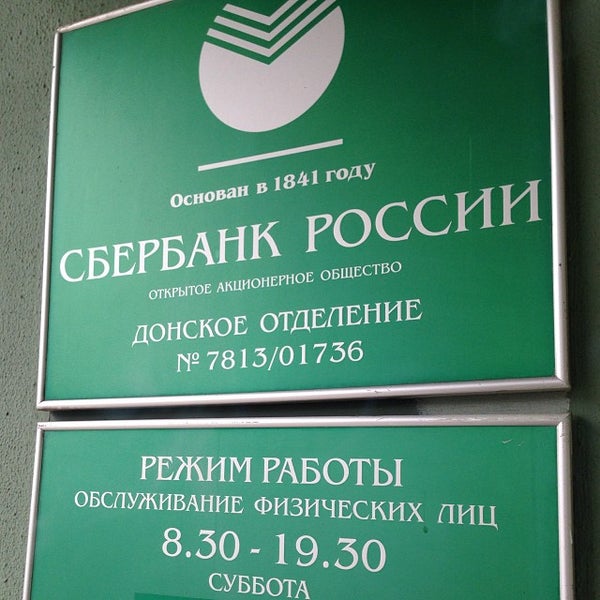 Основан в 1841 году
СБЕРБАНК РОССИИ
ОТКРЫТОЕ АКЦИОНЕРНОЕ ОБЩЕСТВО
ДОНСКОЕ ОТДЕЛЕНИЕ
№ 7813/01736
РЕЖИМ РАБОТЫ
ОБСЛУЖИВАНИЕ ФИЗИЧЕСКИХ ЛИЦ
8.30 - 19.30
СУББОТА